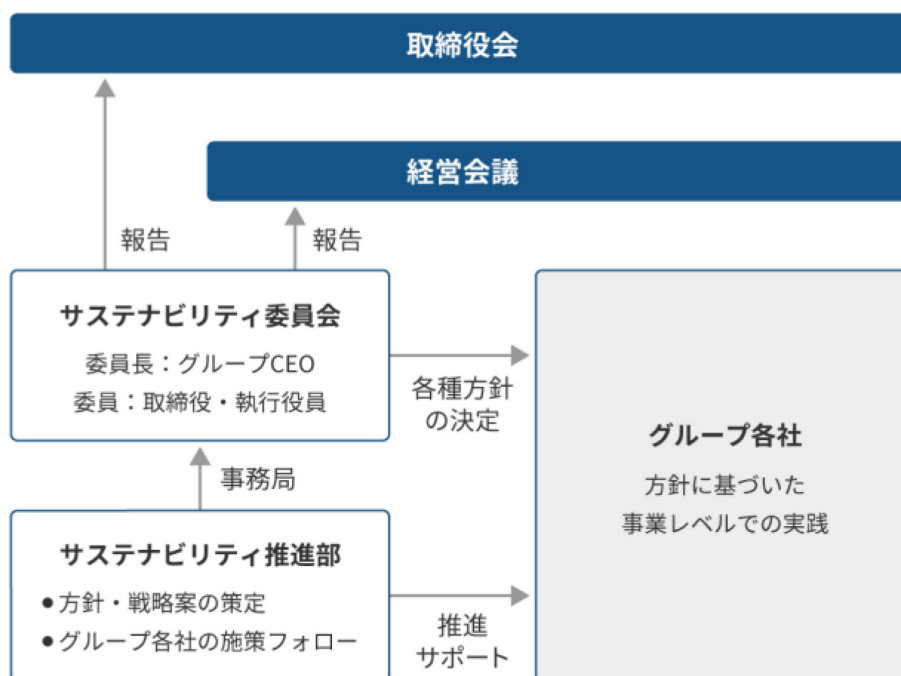 取締役会
経営会議
報告
報告
サステナビリティ委員会
委員長：グループCEO
委員：取締役・執行役員
各種方針
の決定
グループ各社
方針に基づいた
事業レベルでの実践
事務局
サステナビリティ推進部
●方針・戦略案の策定
●グループ各社の施策フォロー
推進
サポート